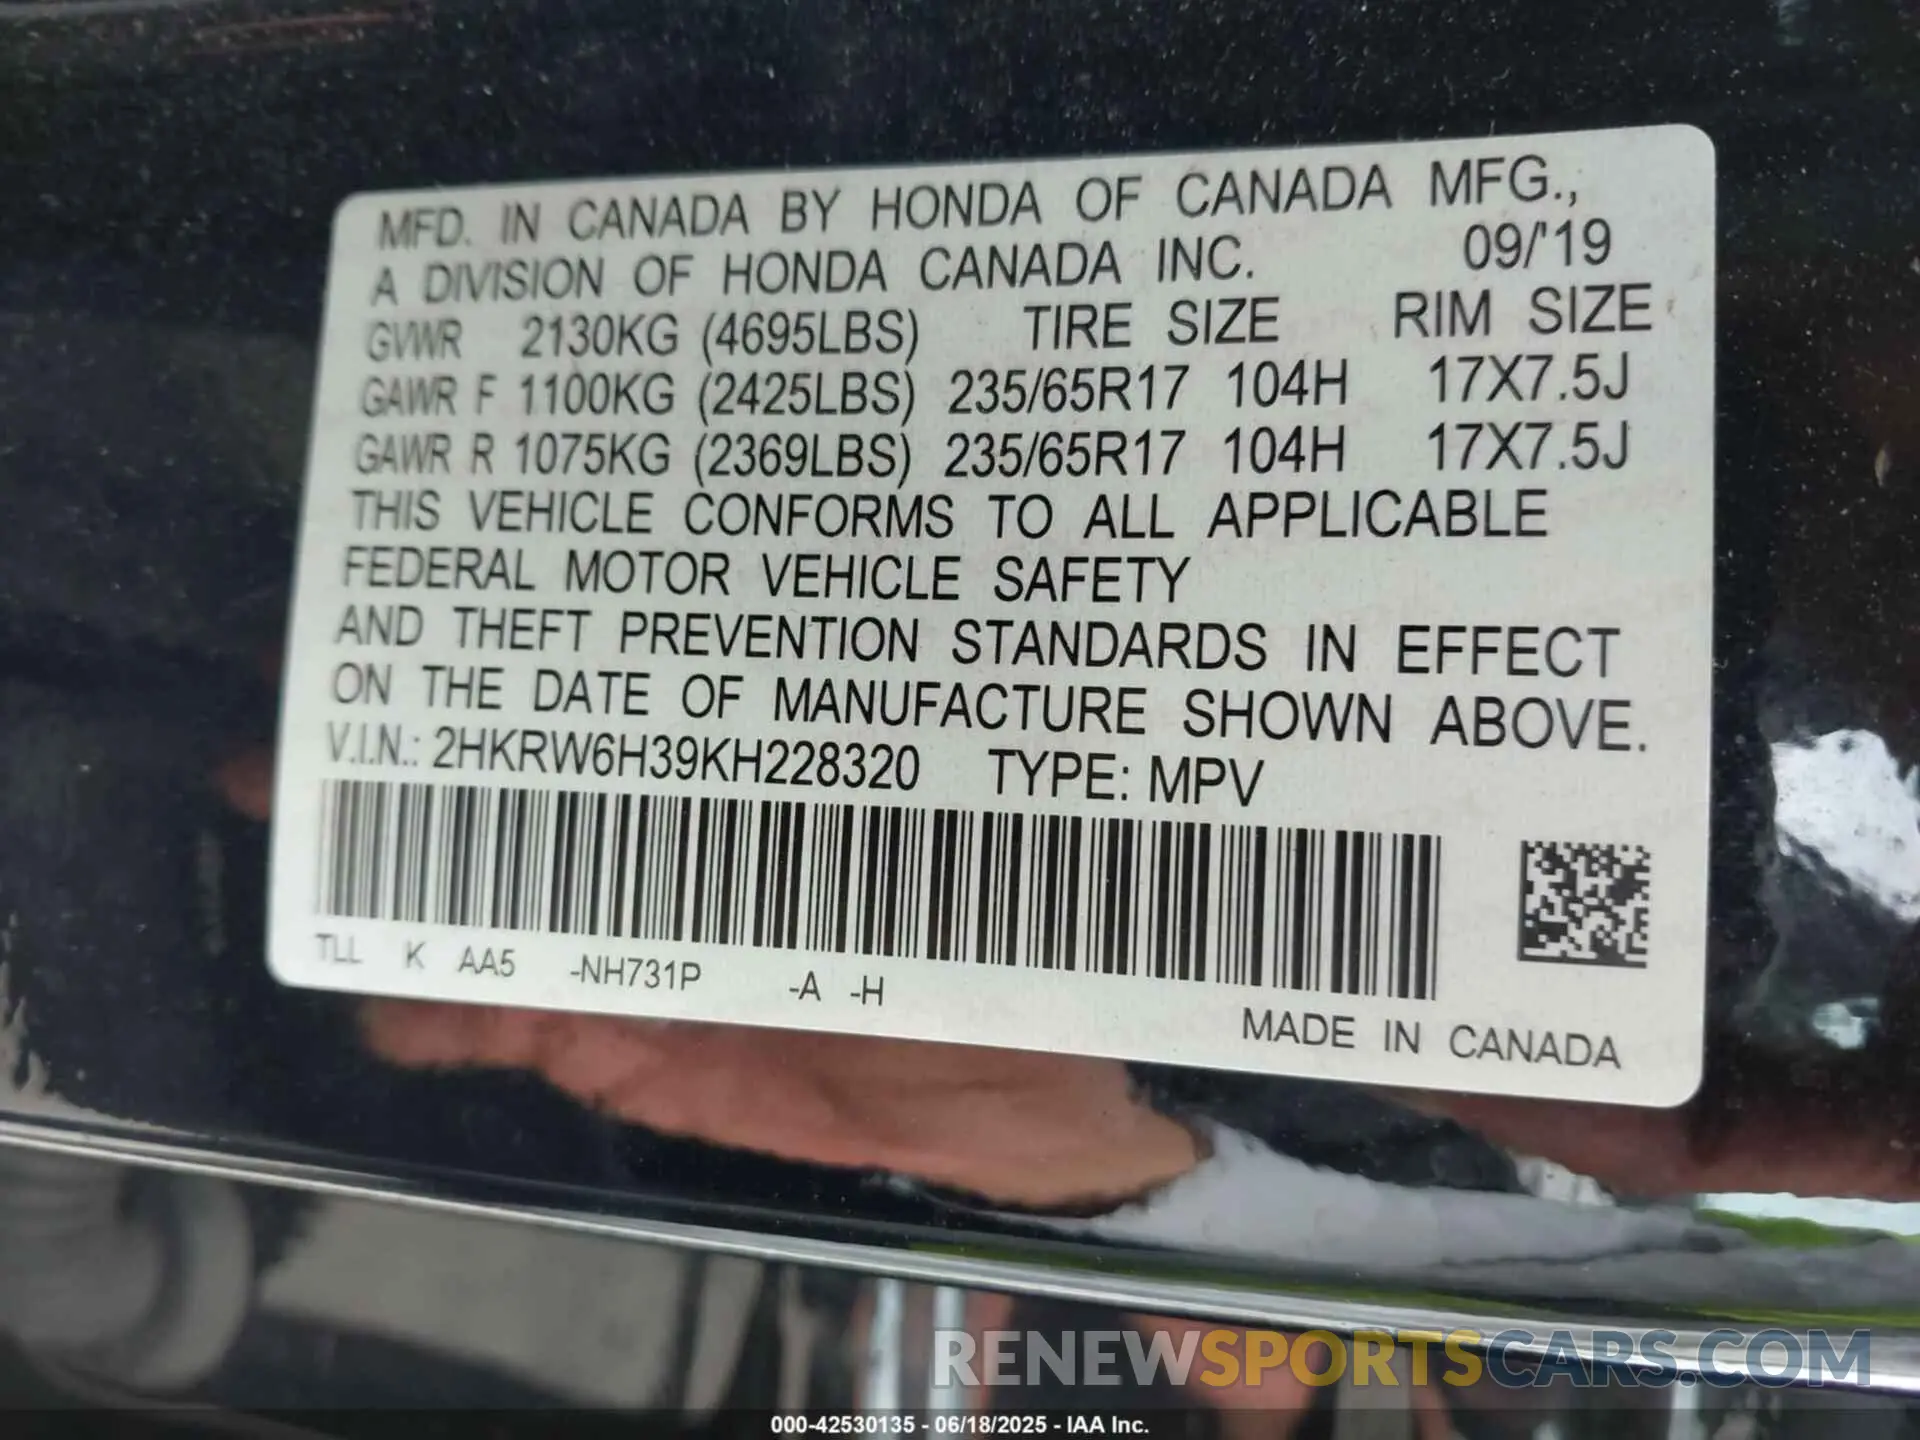 MFD. IN CANADA BY HONDA OF CANADA MFG.,
A DIVISION OF HONDA CANADA INC. 09/'19
GVWR 2130KG (4695LBS) TIRE SIZE RIM SIZE
GAWR F 1100KG (2425LBS) 235/65R17 104H 17X7.5J
GAWR R 1075KG (2369LBS) 235/65R17 104H 17X7.5J
THIS VEHICLE CONFORMS TO ALL APPLICABLE
FEDERAL MOTOR VEHICLE SAFETY
AND THEFT PREVENTION STANDARDS IN EFFECT
ON THE DATE OF MANUFACTURE SHOWN ABOVE.
V.I.N.: 2HKRW6H39KH228320 TYPE: MPV
TLL K AA5 -NH731P -A -H
MADE IN CANADA
RENEWSPORTSCARS.COM
000-42530135 - 06/18/2025 - IAA Inc.